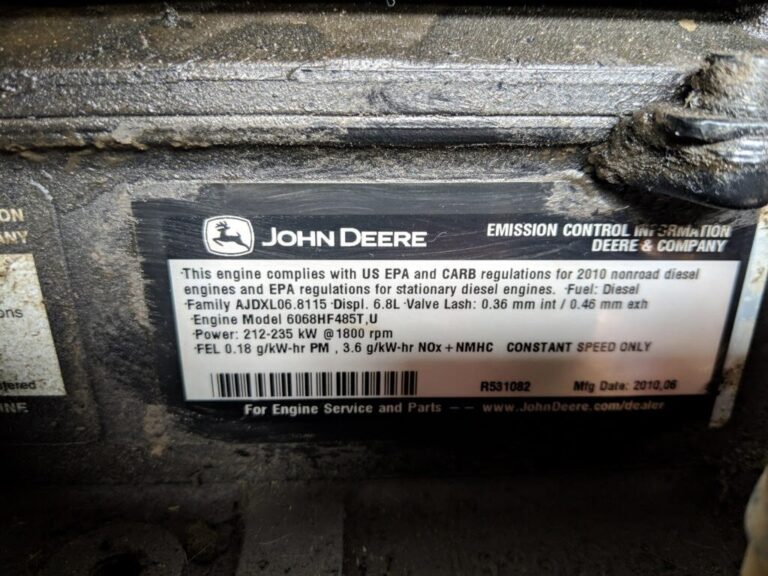 JOHN DEERE
EMISSION CONTROL INFORMATION
DEERE & COMPANY
·This engine complies with US EPA and CARB regulations for 2010 nonroad diesel
engines and EPA regulations for stationary diesel engines. ·Fuel: Diesel
·Family AJDXL06.8115 ·Displ. 6.8L ·Valve Lash: 0.36 mm int / 0.46 mm exh
·Engine Model 6068HF485T,U
·Power: 212-235 kW @ 1800 rpm
·FEL 0.18 g/kW-hr PM , 3.6 g/kW-hr NOx + NMHC CONSTANT SPEED ONLY
R531082 Mfg Date: 2010,06
For Engine Service and Parts -- www.JohnDeere.com/dealer